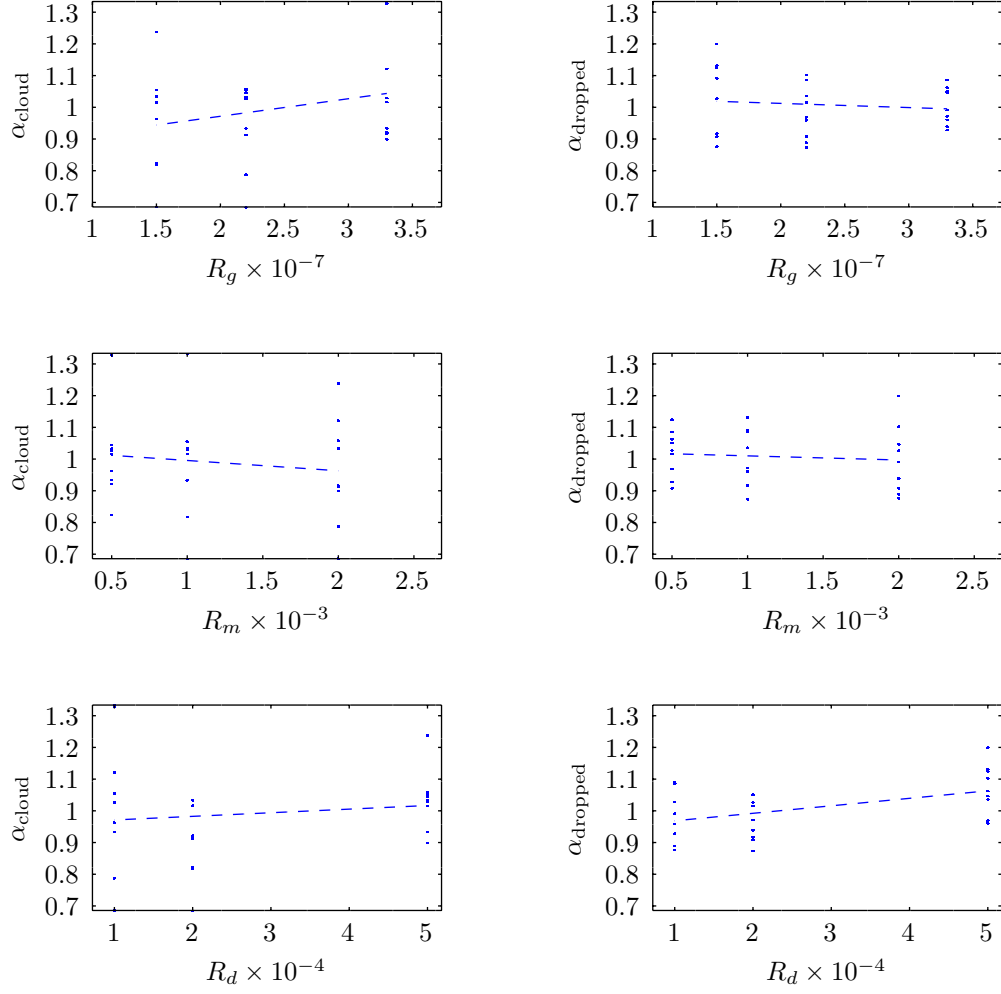 1.3 1.3
1.2 1.2
1.1 1.1
1 1
0.9 0.9
0.8 0.8
0.7 0.7
α_cloud α_dropped
1 1.5 2 2.5 3 3.5 1 1.5 2 2.5 3 3.5
R_g × 10^−7 R_g × 10^−7
1.3 1.3
1.2 1.2
1.1 1.1
1 1
0.9 0.9
0.8 0.8
0.7 0.7
α_cloud α_dropped
0.5 1 1.5 2 2.5 0.5 1 1.5 2 2.5
R_m × 10^−3 R_m × 10^−3
1.3 1.3
1.2 1.2
1.1 1.1
1 1
0.9 0.9
0.8 0.8
0.7 0.7
α_cloud α_dropped
1 2 3 4 5 1 2 3 4 5
R_d × 10^−4 R_d × 10^−4